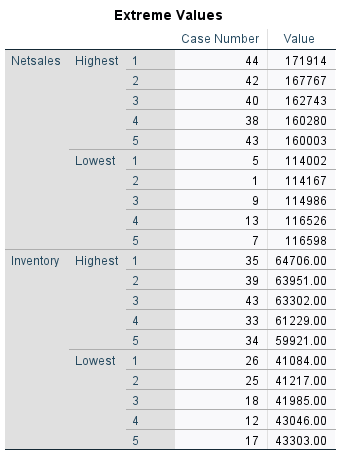 Extreme Values
Case Number Value
Netsales Highest 1 44 171914
2 42 167767
3 40 162743
4 38 160280
5 43 160003
Lowest 1 5 114002
2 1 114167
3 9 114986
4 13 116526
5 7 116598
Inventory Highest 1 35 64706.00
2 39 63951.00
3 43 63302.00
4 33 61229.00
5 34 59921.00
Lowest 1 26 41084.00
2 25 41217.00
3 18 41985.00
4 12 43046.00
5 17 43303.00